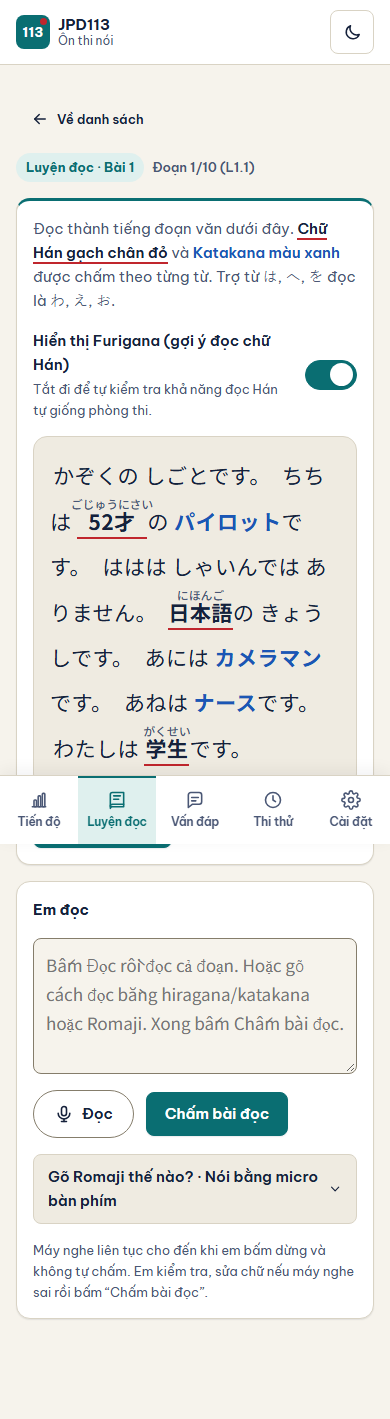 113
JPD113
Ôn thi nói
Về danh sách
Luyện đọc · Bài 1
Đoạn 1/10 (L1.1)
Đọc thành tiếng đoạn văn dưới đây. Chữ
Hán gạch chân đỏ và Katakana màu xanh
được chấm theo từng từ. Trợ từ は, へ, を đọc
là わ, え, お.
Hiển thị Furigana (gợi ý đọc chữ
Hán)
Tắt đi để tự kiểm tra khả năng đọc Hán
tự giống phòng thi.
かぞくの しごとです。 ちち
ごじゅうにさい
は 52才の パイロットで
す。 ははは しゃいんでは あ
にほんご
りません。 日本語の きょう
しです。 あには カメラマン
です。 あねは ナースです。
がくせい
わたしは 学生です。
Tiến độ
Luyện đọc
Vấn đáp
Thi thử
Cài đặt
Em đọc
Bấm Đọc rồi đọc cả đoạn. Hoặc gõ
cách đọc bằng hiragana/katakana
hoặc Romaji. Xong bấm Chấm bài đọc.
Đọc
Chấm bài đọc
Gõ Romaji thế nào? · Nói bằng micro
bàn phím
Máy nghe liên tục cho đến khi em bấm dừng và
không tự chấm. Em kiểm tra, sửa chữ nếu máy nghe
sai rồi bấm “Chấm bài đọc”.